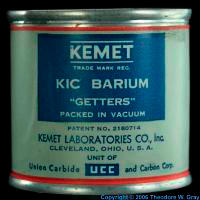 KEMET
TRADE MARK REG.
KIC BARIUM
"GETTERS"
PACKED IN VACUUM
PATENT NO. 2180714
KEMET LABORATORIES CO., Inc.
CLEVELAND, OHIO, U. S. A.
UNIT OF
Union Carbide UCC and Carbon Corp.
Copyright © 2005 Theodore W. Gray